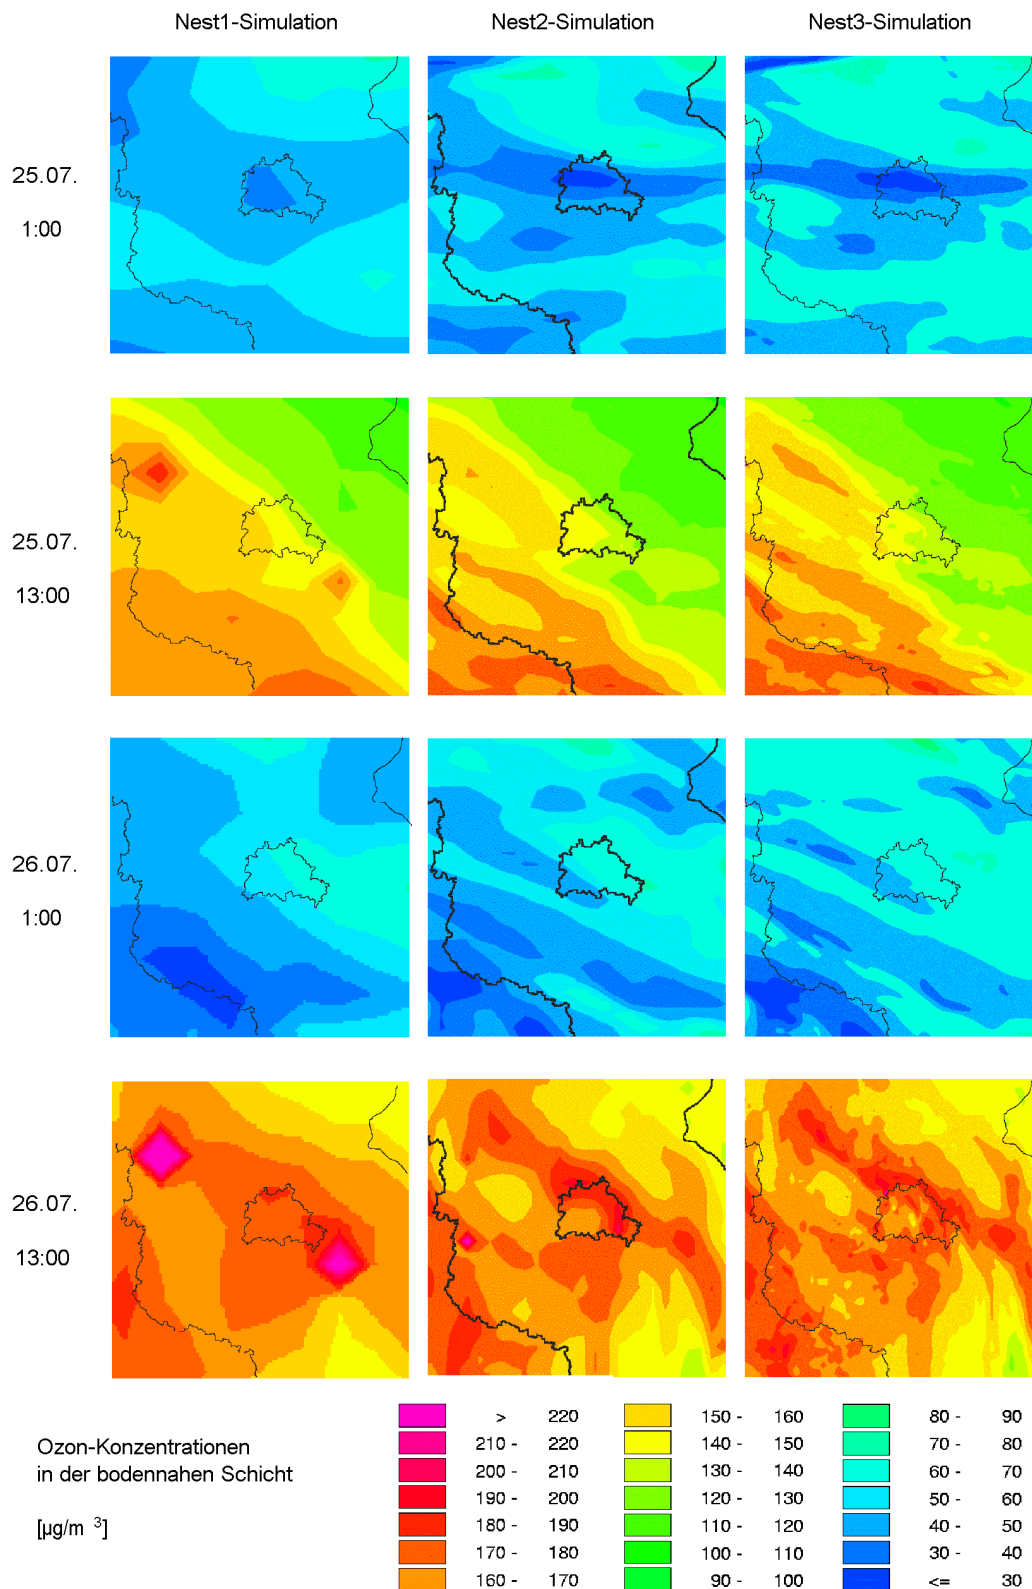 Nest1-Simulation Nest2-Simulation Nest3-Simulation
25.07.
1:00
25.07.
13:00
26.07.
1:00
26.07.
13:00
Ozon-Konzentrationen
in der bodennahen Schicht
[µg/m ³]
> 220 150 - 160 80 - 90
210 - 220 140 - 150 70 - 80
200 - 210 130 - 140 60 - 70
190 - 200 120 - 130 50 - 60
180 - 190 110 - 120 40 - 50
170 - 180 100 - 110 30 - 40
160 - 170 90 - 100 <= 30